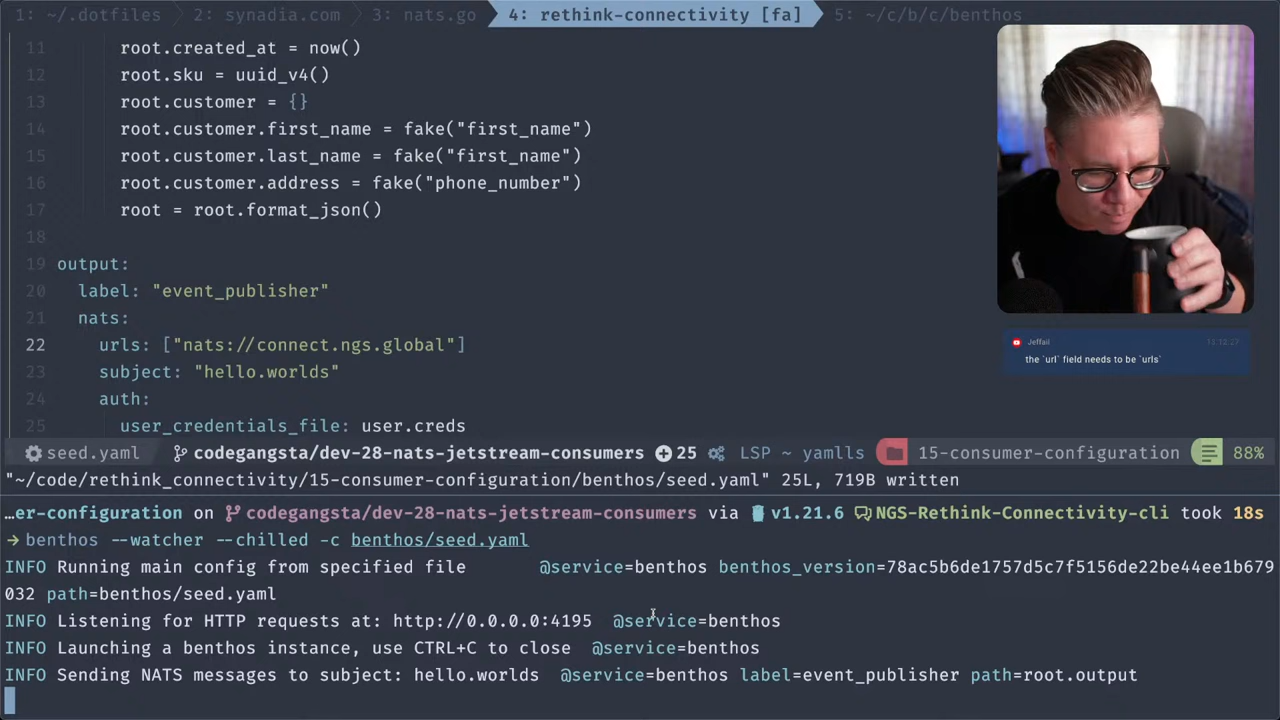 1: ~/.dotfiles 2: synadia.com 3: nats.go 4: rethink-connectivity [fa] 5: ~/c/b/c/benthos
11 root.created_at = now()
12 root.sku = uuid_v4()
13 root.customer = {}
14 root.customer.first_name = fake("first_name")
15 root.customer.last_name = fake("first_name")
16 root.customer.address = fake("phone_number")
17 root = root.format_json()
18
19 output:
20 label: "event_publisher"
21 nats:
22 urls: ["nats://connect.ngs.global"]
23 subject: "hello.worlds"
24 auth:
25 user_credentials_file: user.creds
Jeffail 13:12:27
the `url` field needs to be `urls`
seed.yaml codegangsta/dev-28-nats-jetstream-consumers 25 LSP ~ yamlls 15-consumer-configuration 88%
"~/code/rethink_connectivity/15-consumer-configuration/benthos/seed.yaml" 25L, 719B written
…er-configuration on codegangsta/dev-28-nats-jetstream-consumers via v1.21.6 NGS-Rethink-Connectivity-cli took 18s
→ benthos --watcher --chilled -c benthos/seed.yaml
INFO Running main config from specified file @service=benthos benthos_version=78ac5b6de1757d5c7f5156de22be44ee1b679
032 path=benthos/seed.yaml
INFO Listening for HTTP requests at: http://0.0.0.0:4195 @service=benthos
INFO Launching a benthos instance, use CTRL+C to close @service=benthos
INFO Sending NATS messages to subject: hello.worlds @service=benthos label=event_publisher path=root.output